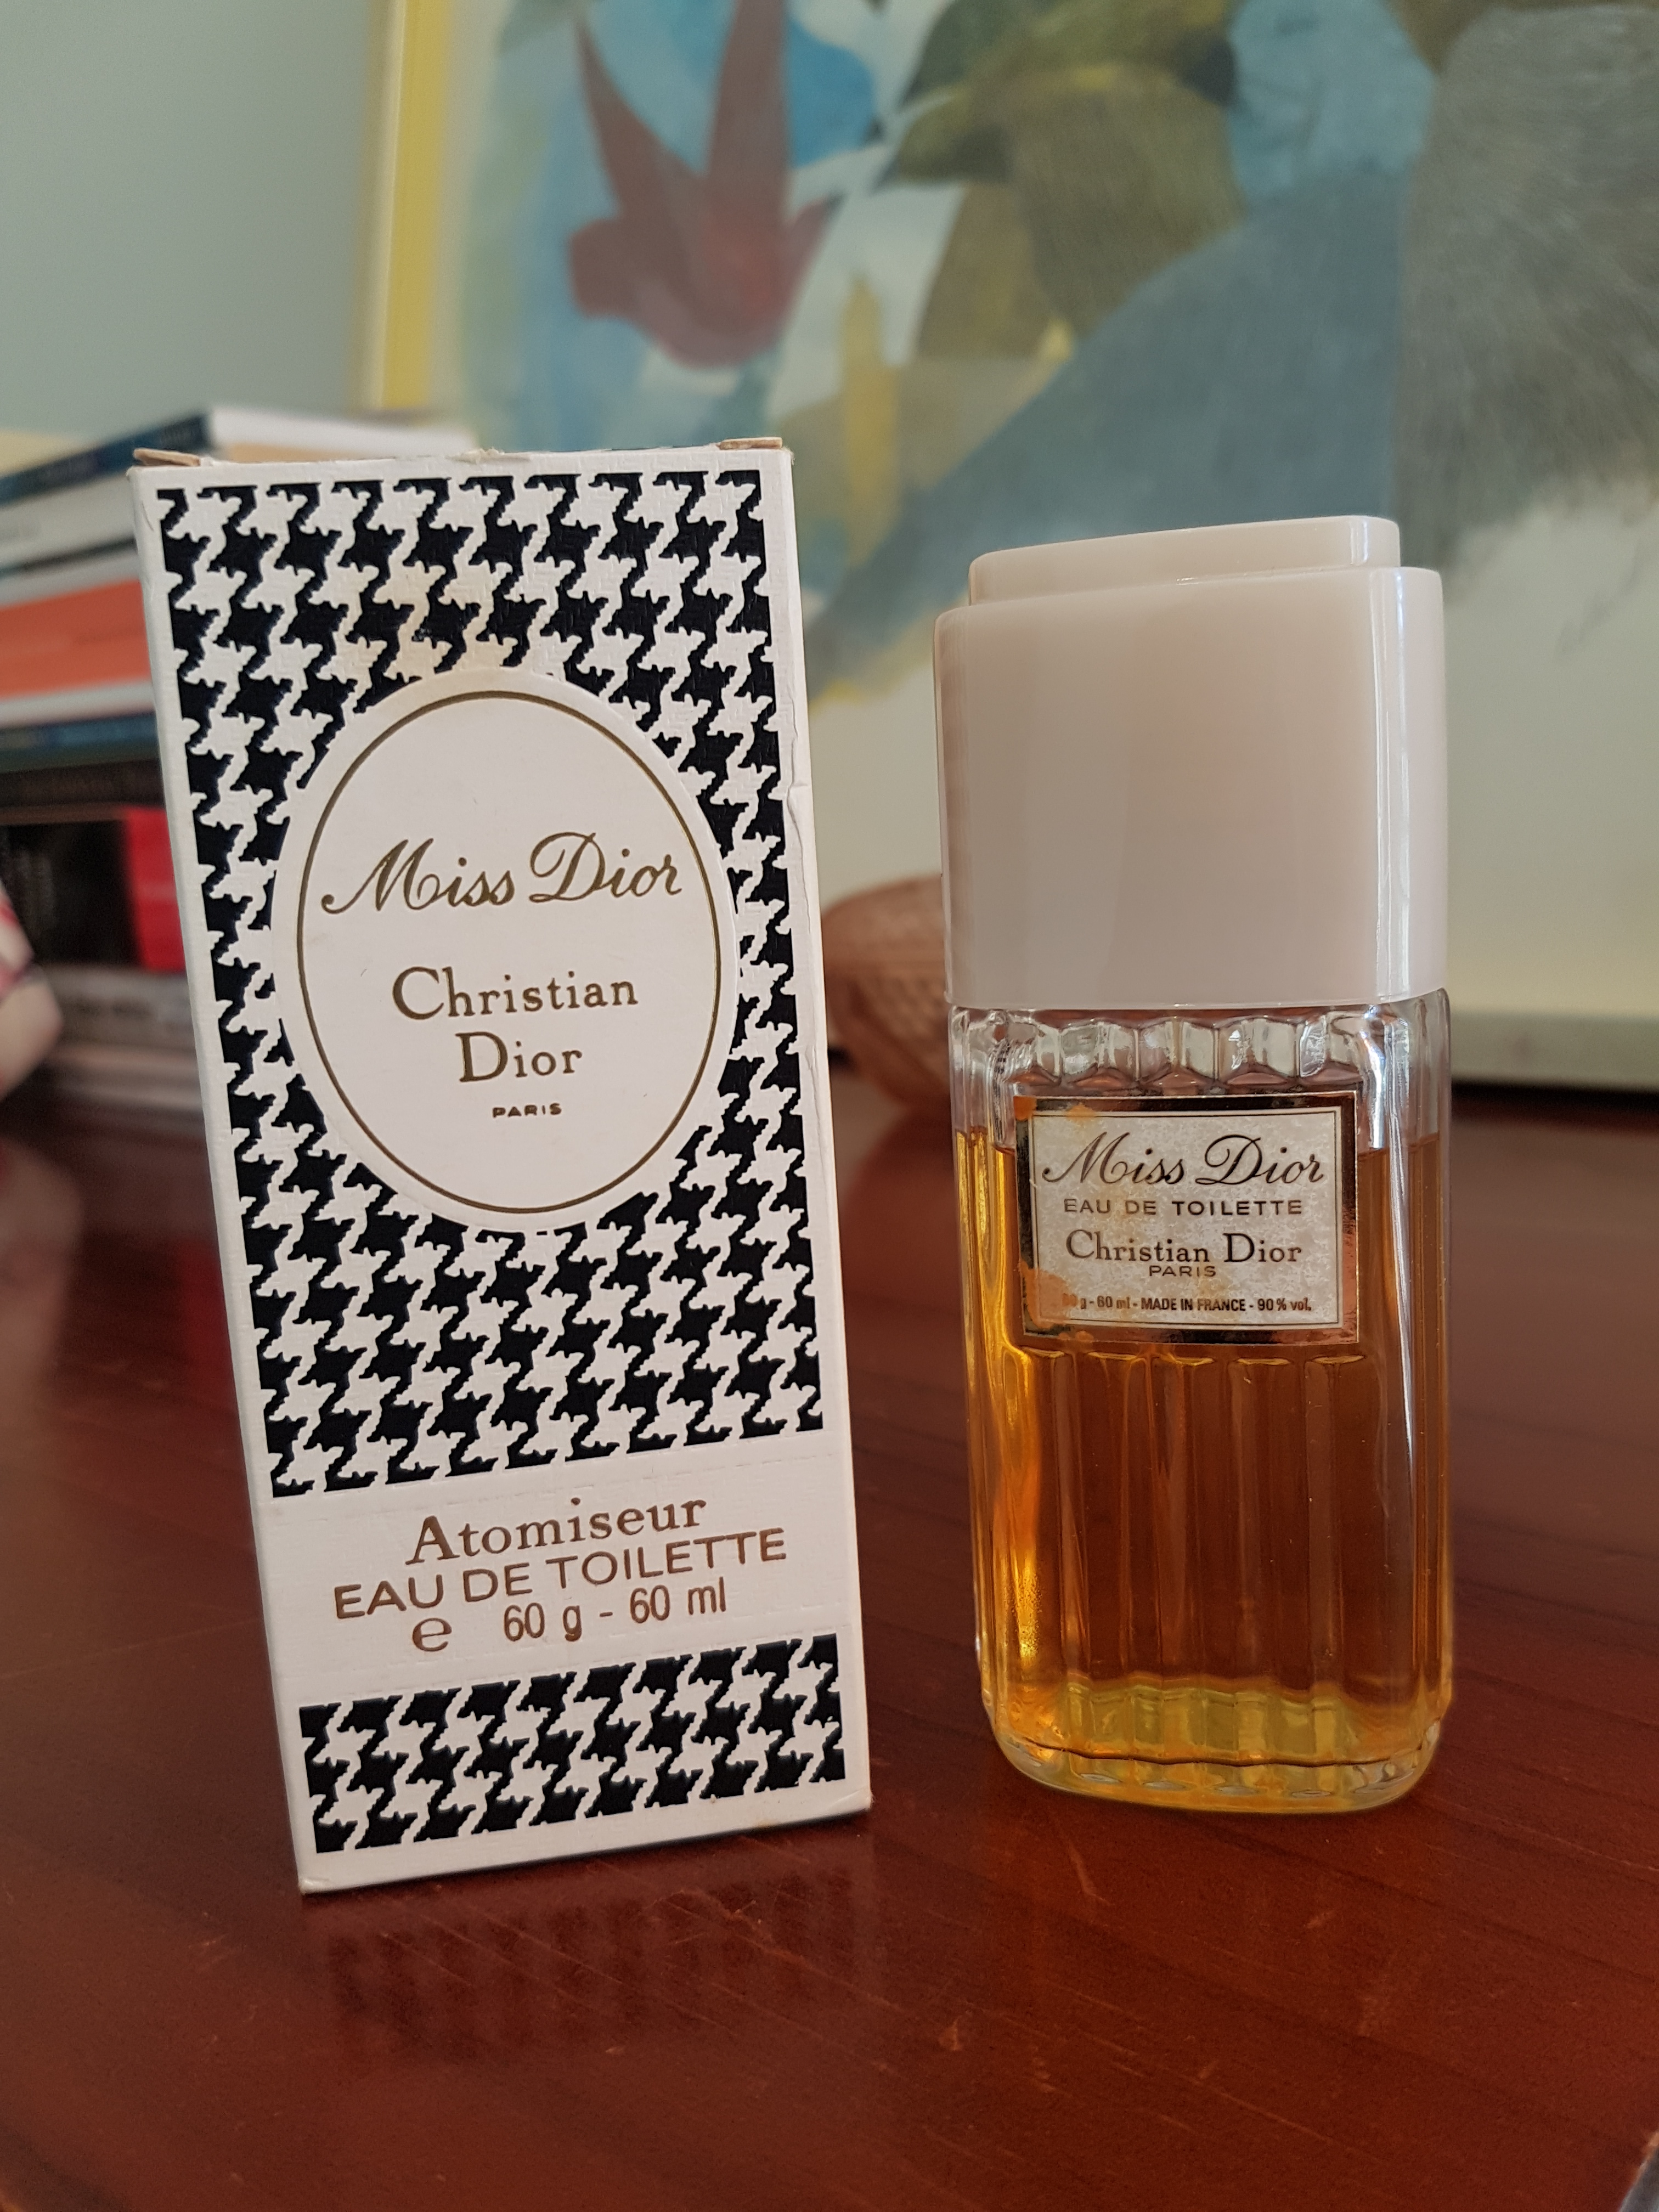 Miss Dior
Christian
Dior
PARIS
Atomiseur
EAU DE TOILETTE
e 60 g - 60 ml
Miss Dior
EAU DE TOILETTE
Christian Dior
PARIS
g - 60 ml - MADE IN FRANCE - 90 % vol.